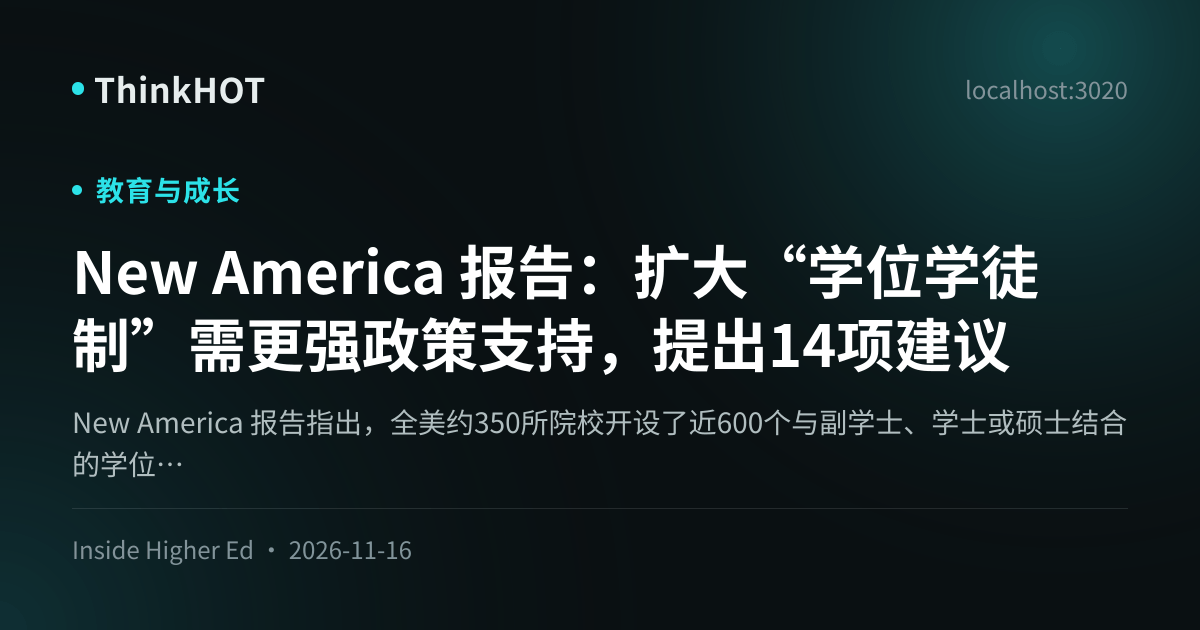 ThinkHOT
localhost:3020
教育与成长
New America 报告：扩大“学位学徒
制”需更强政策支持，提出14项建议
New America 报告指出，全美约350所院校开设了近600个与副学士、学士或硕士结合
的学位…
Inside Higher Ed · 2026-11-16